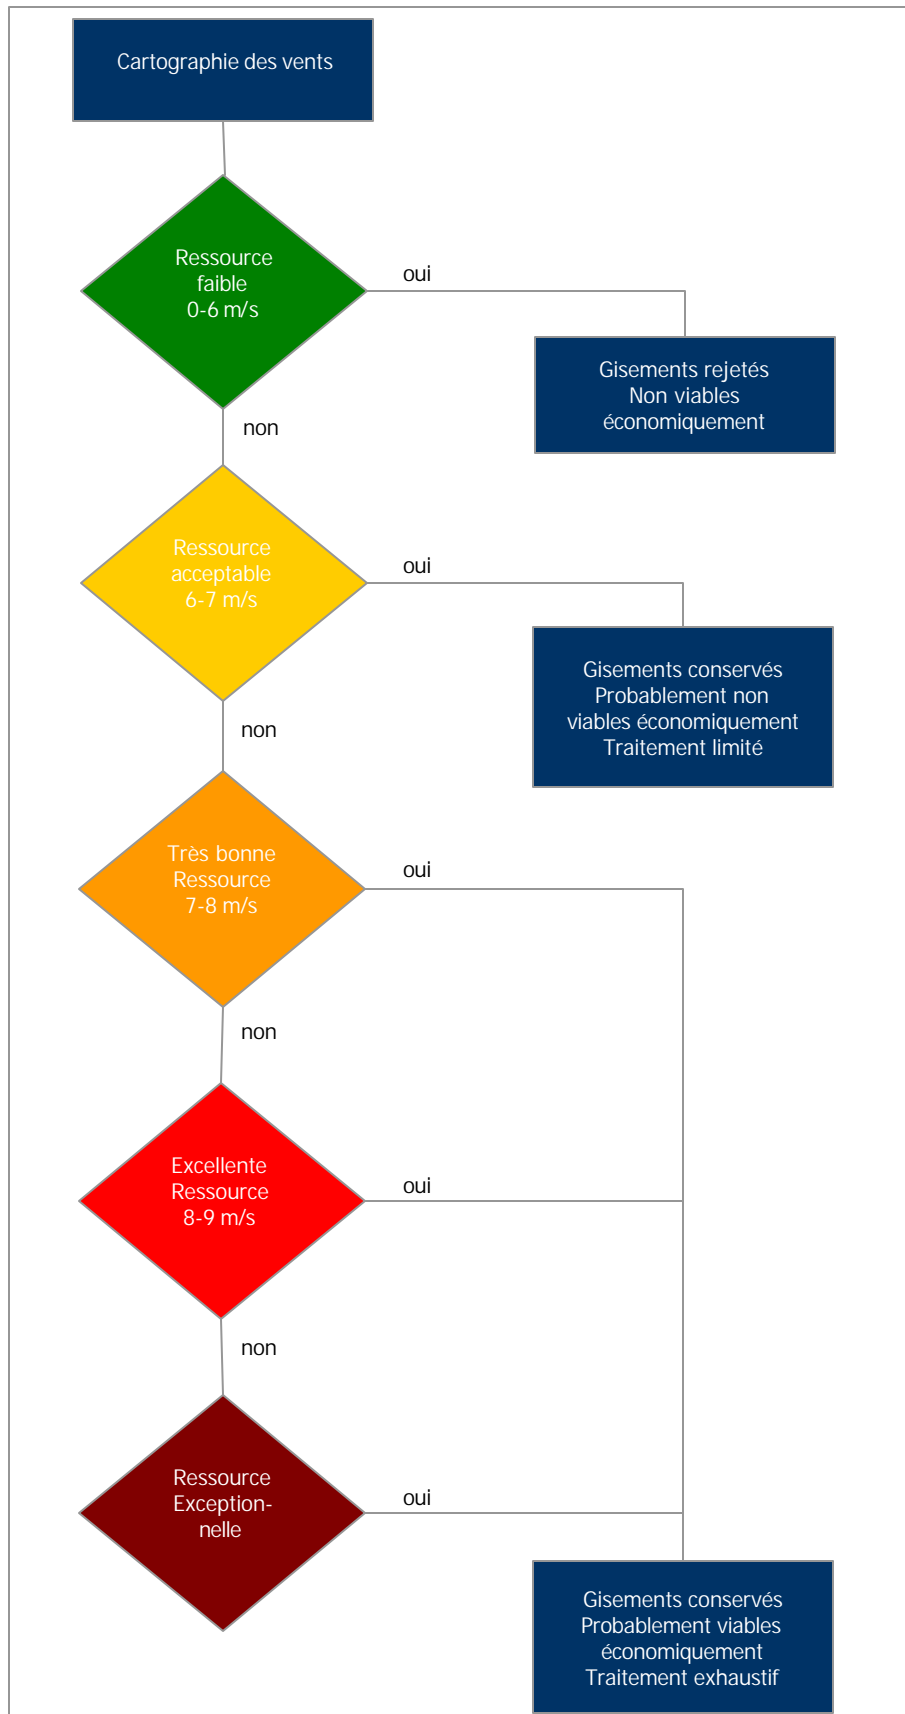 Cartographie des vents
Ressource
faible
0-6 m/s
oui
Gisements rejetés
Non viables
économiquement
non
Ressource
acceptable
6-7 m/s
oui
Gisements conservés
Probablement non
viables économiquement
Traitement limité
non
Très bonne
Ressource
7-8 m/s
oui
non
Excellente
Ressource
8-9 m/s
oui
non
Ressource
Exception-
nelle
oui
Gisements conservés
Probablement viables
économiquement
Traitement exhaustif